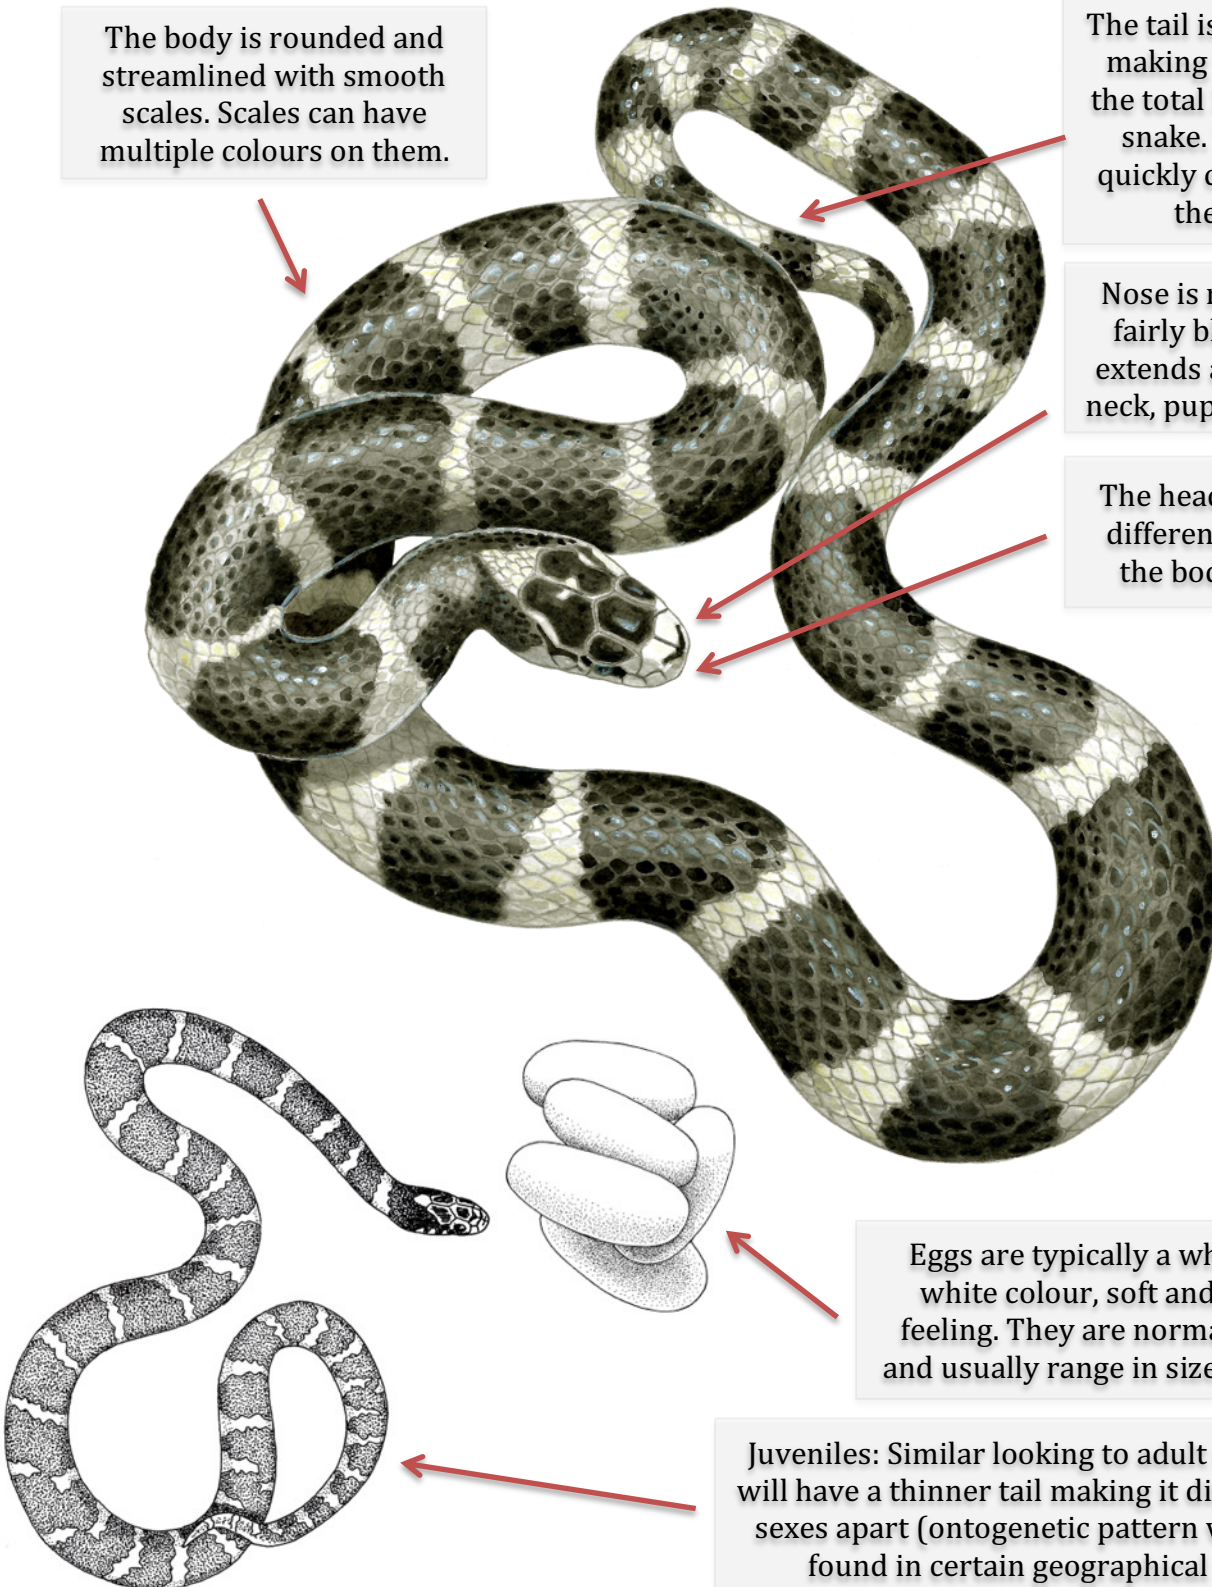 The body is rounded and
streamlined with smooth
scales. Scales can have
multiple colours on them.
The tail is
making
the total
snake.
quickly
the
Nose is
fairly
extends
neck,
The
different
the
Eggs are typically a
white colour, soft and
feeling. They are
and usually range in size
Juveniles: Similar looking to adult
will have a thinner tail making it
sexes apart (ontogenetic pattern
found in certain geographical